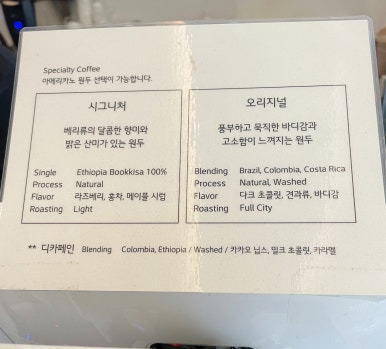 Specialty Coffee
아메리카노 원두 선택이 가능합니다.
시그니처
베리류의 달콤한 향미와
밝은 산미가 있는 원두
Single Ethiopia Bookkisa 100%
Process Natural
Flavor 라즈베리, 홍차, 메이플 시럽
Roasting Light
오리지널
풍부하고 묵직한 바디감과
고소함이 느껴지는 원두
Blending Brazil, Colombia, Costa Rica
Process Natural, Washed
Flavor 다크 초콜릿, 견과류, 바디감
Roasting Full City
** 디카페인 Blending Colombia, Ethiopia / Washed / 카카오 닙스, 밀크 초콜릿, 카라멜